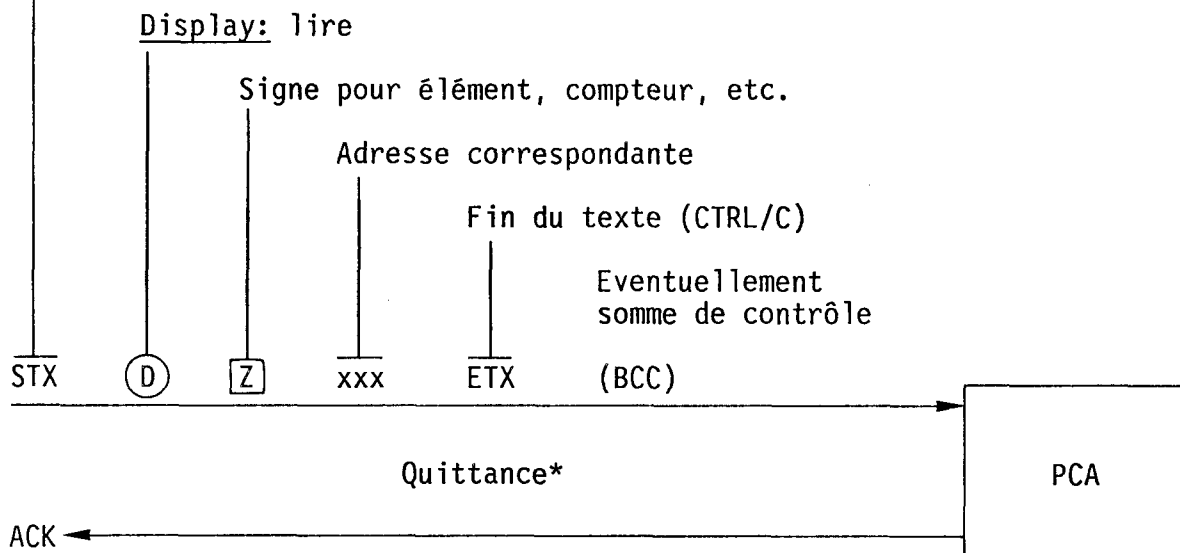 Display: lire
Signe pour élément, compteur, etc.
Adresse correspondante
Fin du texte (CTRL/C)
Eventuellement
somme de contrôle
STX D Z xxx ETX (BCC)
Quittance* PCA
ACK